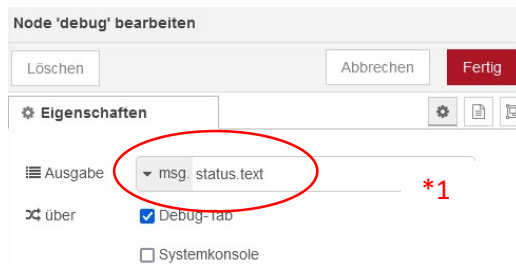 Node 'debug' bearbeiten
Löschen
Abbrechen
Fertig
Eigenschaften
Ausgabe
msg. status.text
*1
über
Debug-Tab
Systemkonsole